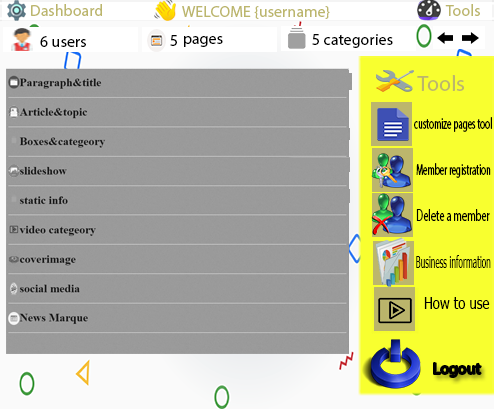 Dashboard
WELCOME {username}
Tools
6 users
5 pages
5 categories
Tools
Paragraph&title
Article&topic
Boxes&categeory
slideshow
static info
video categeory
coverimage
social media
News Marque
customize pages tool
Member registration
Delete a member
Business information
How to use
Logout